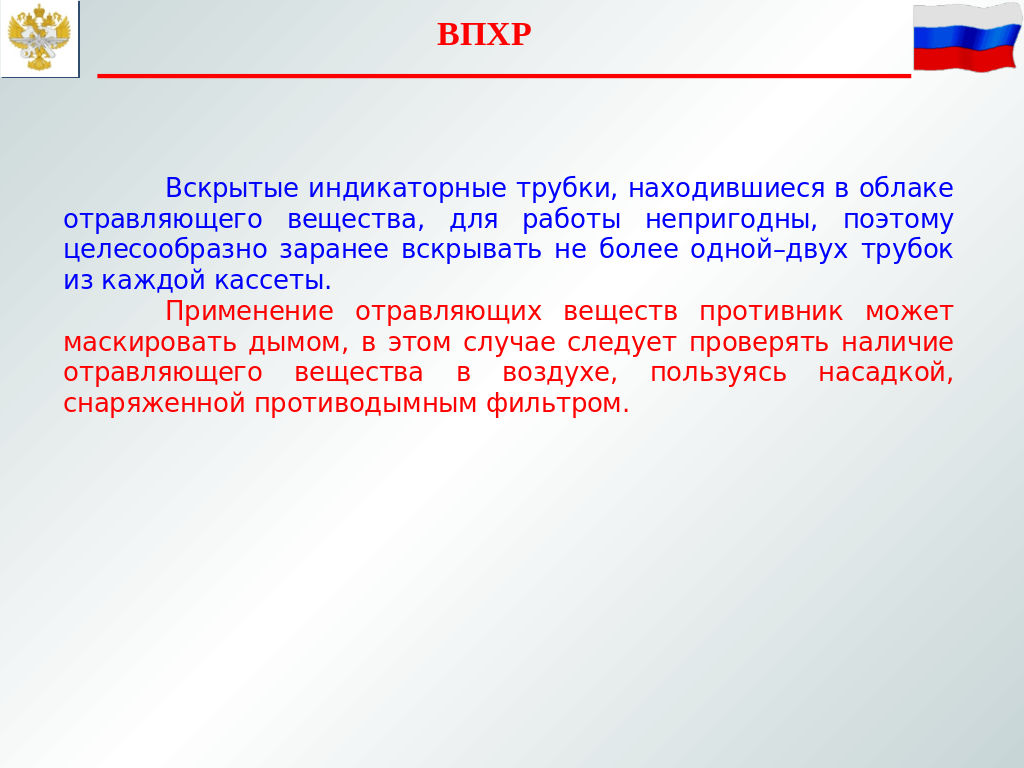 ВПХР
Вскрытые индикаторные трубки, находившиеся в облаке
отравляющего вещества, для работы непригодны, поэтому
целесообразно заранее вскрывать не более одной–двух трубок
из каждой кассеты.
Применение отравляющих веществ противник может
маскировать дымом, в этом случае следует проверять наличие
отравляющего вещества в воздухе, пользуясь насадкой,
снаряженной противодымным фильтром.